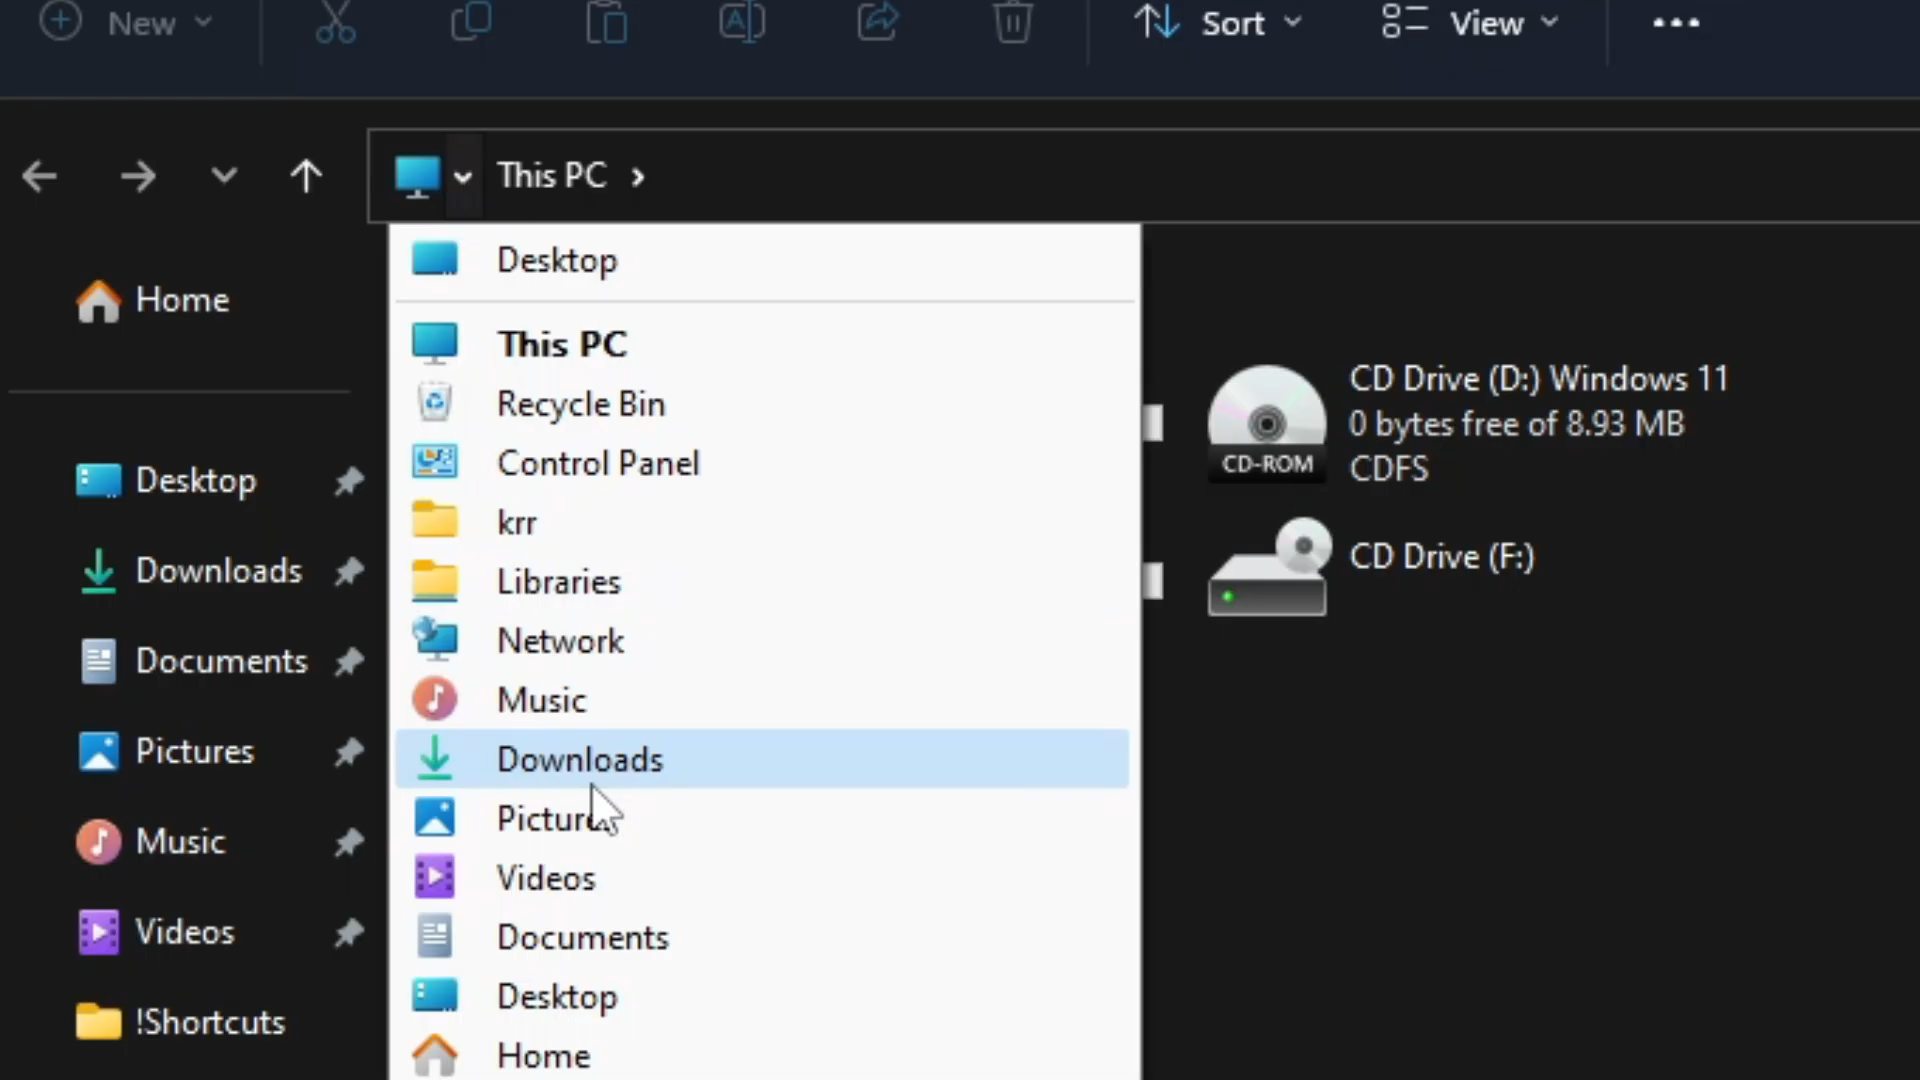 New
Sort
View
This PC
Home
Desktop
Downloads
Documents
Pictures
Music
Videos
!Shortcuts
Desktop
This PC
Recycle Bin
Control Panel
krr
Libraries
Network
Music
Downloads
Pictures
Videos
Documents
Desktop
Home
CD-ROM
CD Drive (D:) Windows 11
0 bytes free of 8.93 MB
CDFS
CD Drive (F:)